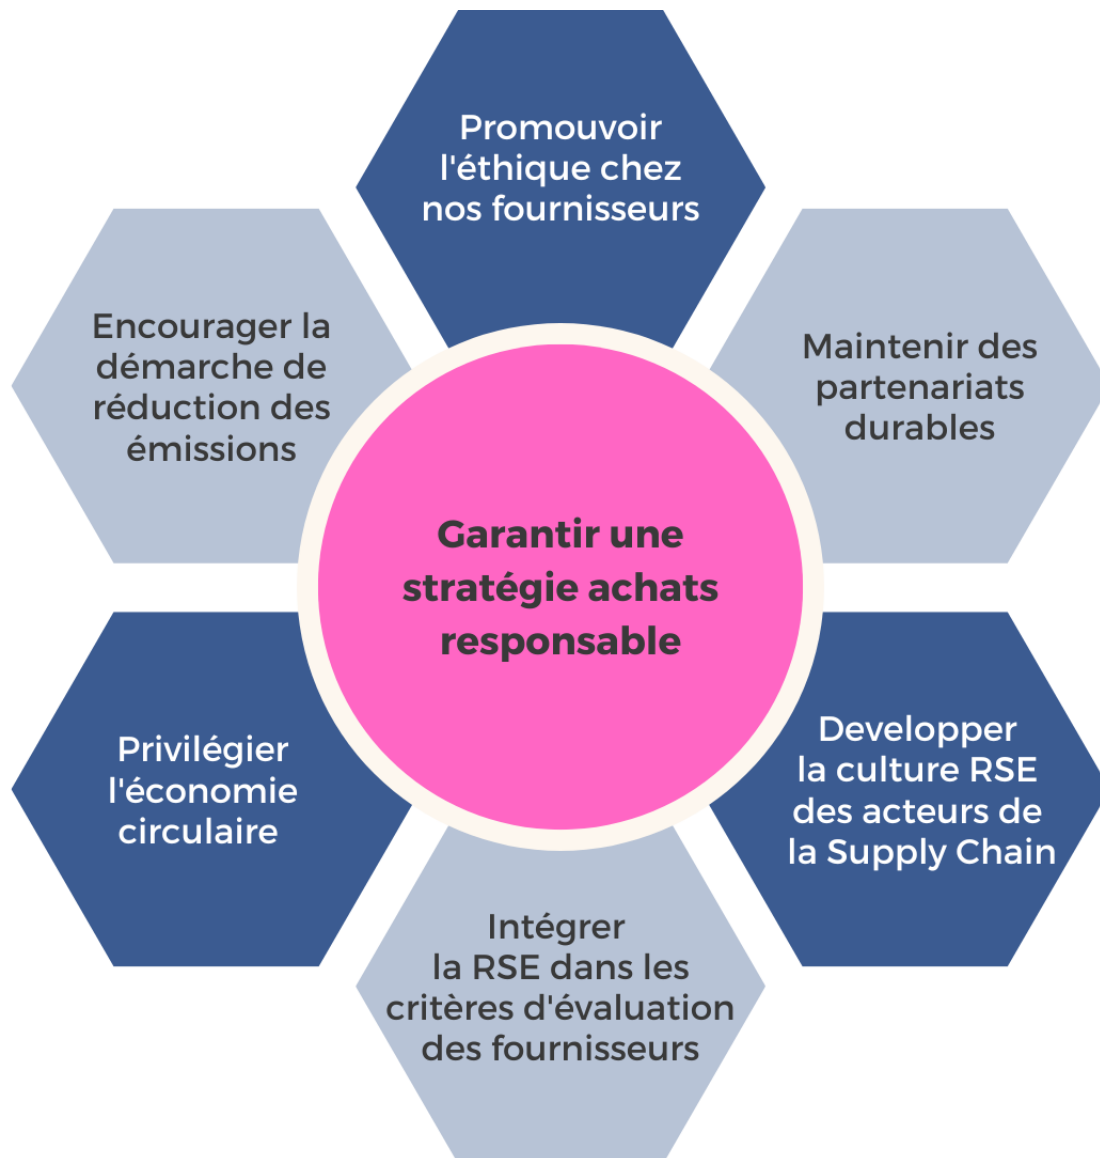 Promouvoir
l'éthique chez
nos fournisseurs
Encourager la
démarche de
réduction des
émissions
Maintenir des
partenariats
durables
Garantir une
stratégie achats
responsable
Privilégier
l'économie
circulaire
Developper
la culture RSE
des acteurs de
la Supply Chain
Intégrer
la RSE dans les
critères d'évaluation
des fournisseurs